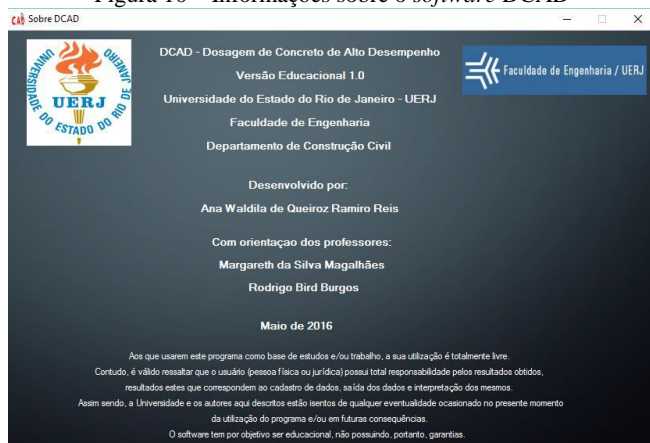 Figura 10 – Informações sobre o software DCAD
CAD Sobre DCAD
UNIVERSIDADE DO ESTADO DO RIO DE JANEIRO
UERJ
DCAD - Dosagem de Concreto de Alto Desempenho
Versão Educacional 1.0
Universidade do Estado do Rio de Janeiro - UERJ
Faculdade de Engenharia
Departamento de Construção Civil
Faculdade de Engenharia / UERJ
Desenvolvido por:
Ana Waldila de Queiroz Ramiro Reis
Com orientaçao dos professores:
Margareth da Silva Magalhães
Rodrigo Bird Burgos
Maio de 2016
Aos que usarem este programa como base de estudos e/ou trabalho, a sua utilização é totalmente livre.
Contudo, é válido ressaltar que o usuário (pessoa física ou jurídica) possui total responsabilidade pelos resultados obtidos,
resultados estes que correspondem ao cadastro de dados, saída dos dados e interpretação dos mesmos.
Assim sendo, a Universidade e os autores aqui descritos estão isentos de qualquer eventualidade ocasionado no presente momento
da utilização do programa e/ou em futuras consequências.
O software tem por objetivo ser educacional, não possuindo, portanto, garantias.